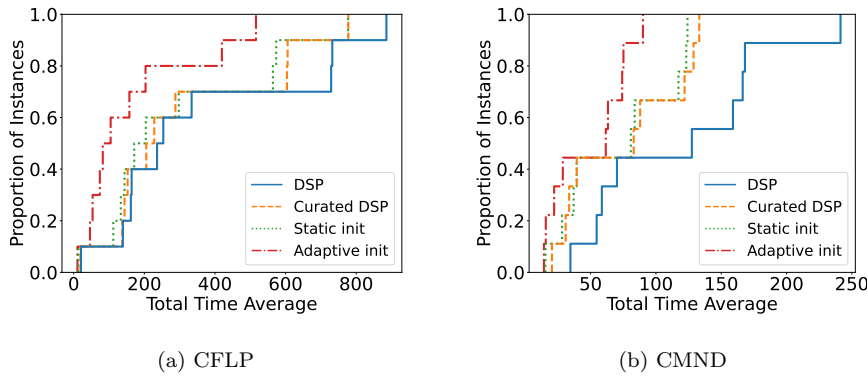 1.0
0.8
0.6
0.4
0.2
0.0
Proportion of Instances
DSP
Curated DSP
Static init
Adaptive init
0 200 400 600 800
Total Time Average
(a) CFLP
1.0
0.8
0.6
0.4
0.2
0.0
Proportion of Instances
DSP
Curated DSP
Static init
Adaptive init
50 100 150 200 250
Total Time Average
(b) CMND